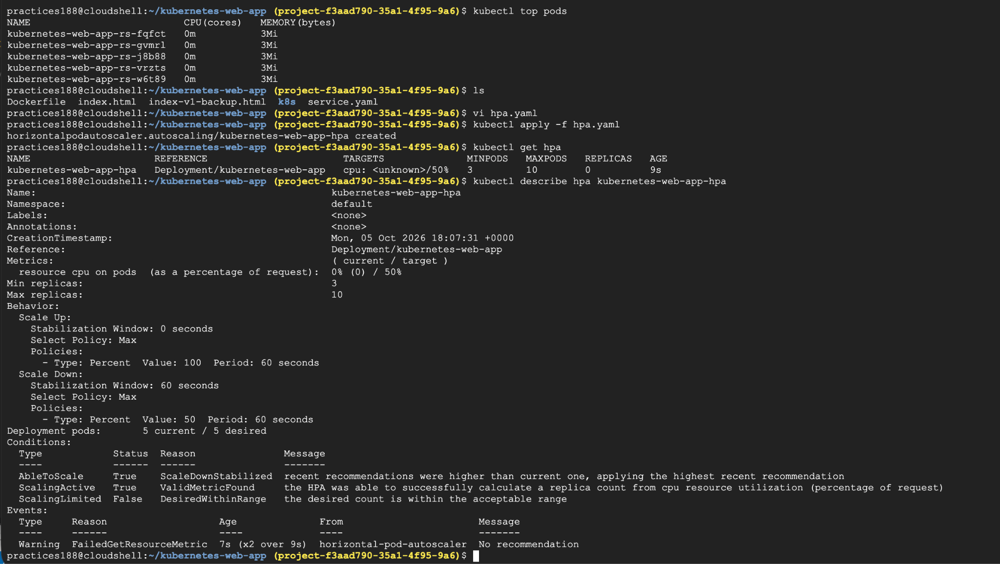 practices188@cloudshell:~/kubernetes-web-app (project-f3aad790-35a1-4f95-9a6)$ kubectl top pods
NAME                          CPU(cores)   MEMORY(bytes)
kubernetes-web-app-rs-fqfct   0m           3Mi
kubernetes-web-app-rs-gvmrl   0m           3Mi
kubernetes-web-app-rs-j8b88   0m           3Mi
kubernetes-web-app-rs-vrzts   0m           3Mi
kubernetes-web-app-rs-w6t89   0m           3Mi
practices188@cloudshell:~/kubernetes-web-app (project-f3aad790-35a1-4f95-9a6)$ ls
Dockerfile  index.html  index-v1-backup.html  k8s  service.yaml
practices188@cloudshell:~/kubernetes-web-app (project-f3aad790-35a1-4f95-9a6)$ vi hpa.yaml
practices188@cloudshell:~/kubernetes-web-app (project-f3aad790-35a1-4f95-9a6)$ kubectl apply -f hpa.yaml
horizontalpodautoscaler.autoscaling/kubernetes-web-app-hpa created
practices188@cloudshell:~/kubernetes-web-app (project-f3aad790-35a1-4f95-9a6)$ kubectl get hpa
NAME                     REFERENCE                       TARGETS              MINPODS   MAXPODS   REPLICAS   AGE
kubernetes-web-app-hpa   Deployment/kubernetes-web-app   cpu: <unknown>/50%   3         10        0          9s
practices188@cloudshell:~/kubernetes-web-app (project-f3aad790-35a1-4f95-9a6)$ kubectl describe hpa kubernetes-web-app-hpa
Name:                                                  kubernetes-web-app-hpa
Namespace:                                             default
Labels:                                                <none>
Annotations:                                           <none>
CreationTimestamp:                                     Mon, 05 Oct 2026 18:07:31 +0000
Reference:                                             Deployment/kubernetes-web-app
Metrics:                                               ( current / target )
  resource cpu on pods  (as a percentage of request):  0% (0) / 50%
Min replicas:                                          3
Max replicas:                                          10
Behavior:
  Scale Up:
    Stabilization Window: 0 seconds
    Select Policy: Max
    Policies:
      - Type: Percent  Value: 100  Period: 60 seconds
  Scale Down:
    Stabilization Window: 60 seconds
    Select Policy: Max
    Policies:
      - Type: Percent  Value: 50  Period: 60 seconds
Deployment pods:       5 current / 5 desired
Conditions:
  Type            Status  Reason               Message
  ----            ------  ------               -------
  AbleToScale     True    ScaleDownStabilized  recent recommendations were higher than current one, applying the highest recent recommendation
  ScalingActive   True    ValidMetricFound     the HPA was able to successfully calculate a replica count from cpu resource utilization (percentage of request)
  ScalingLimited  False   DesiredWithinRange   the desired count is within the acceptable range
Events:
  Type     Reason                   Age              From                       Message
  ----     ------                   ----             ----                       -------
  Warning  FailedGetResourceMetric  7s (x2 over 9s)  horizontal-pod-autoscaler  No recommendation
practices188@cloudshell:~/kubernetes-web-app (project-f3aad790-35a1-4f95-9a6)$